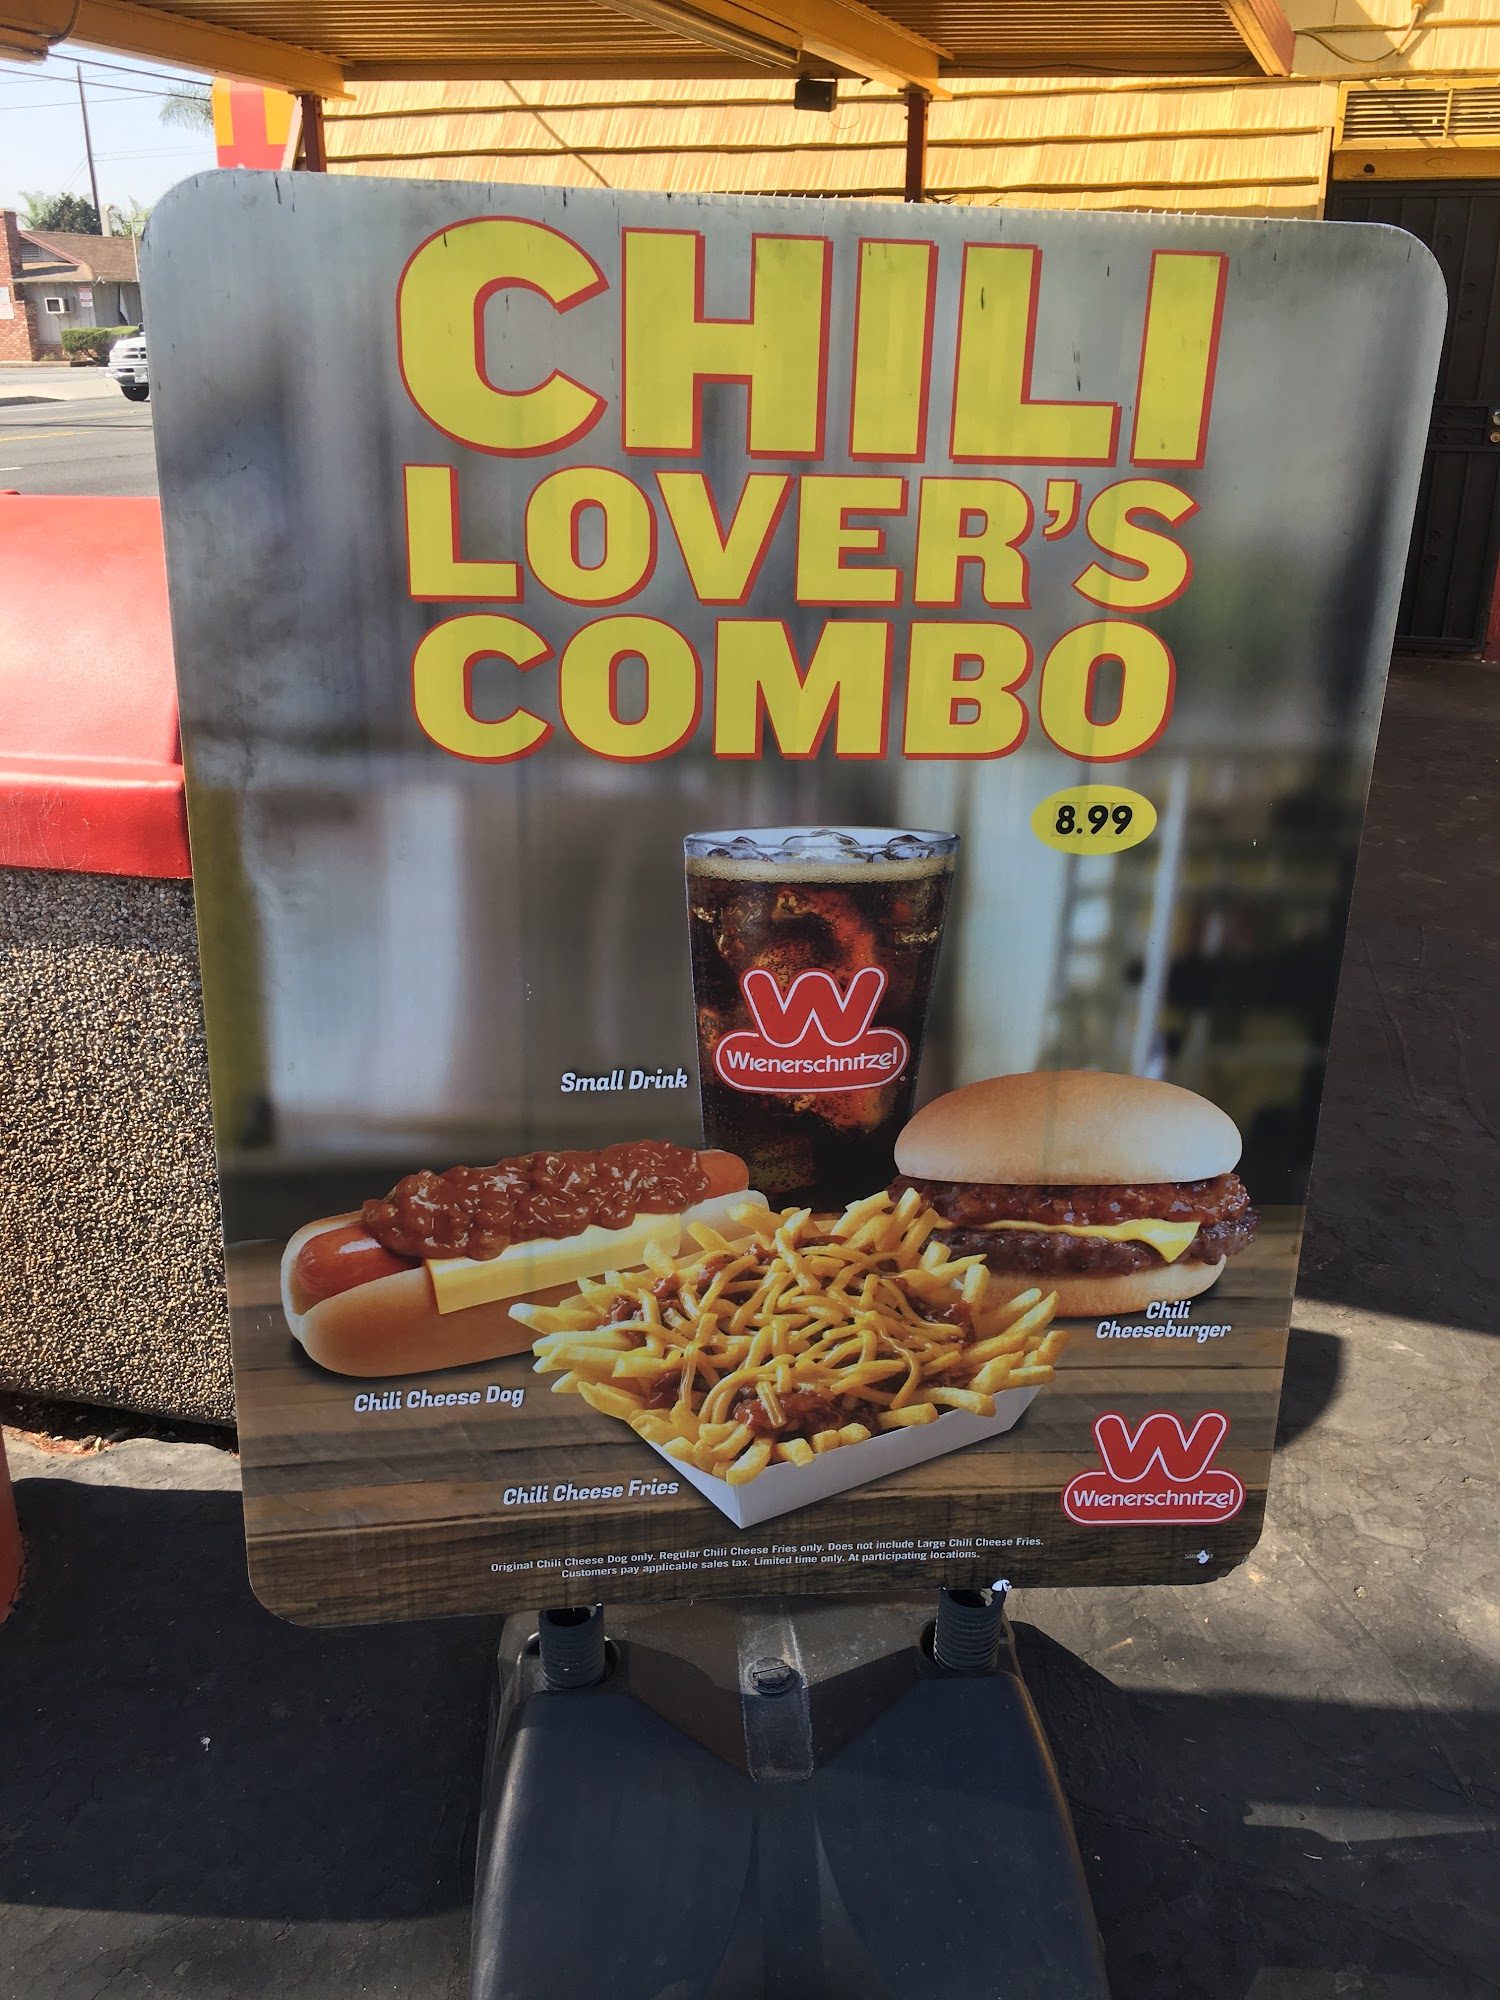 CHILI
LOVER'S
COMBO
8.99
Wienerschnitzel
Small Drink
Chili
Cheeseburger
Chili Cheese Dog
Chili Cheese Fries
W
Wienerschnitzel
Original Chili Cheese Dog only. Regular Chili Cheese Fries only. Does not include Large Chili Cheese Fries.
Customers pay applicable sales tax. Limited time only. At participating locations.